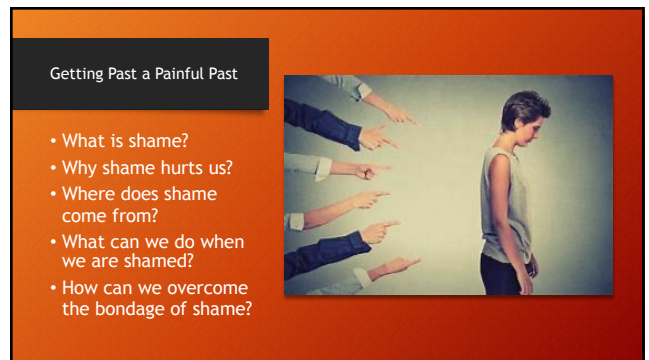 Getting Past a Painful Past
• What is shame?
• Why shame hurts us?
• Where does shame
come from?
• What can we do when
we are shamed?
• How can we overcome
the bondage of shame?